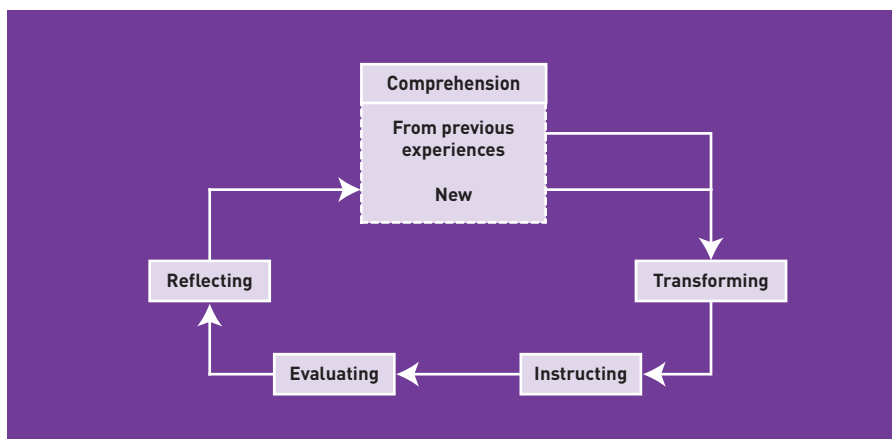 Comprehension
From previous
experiences
New
Reflecting
Transforming
Evaluating
Instructing